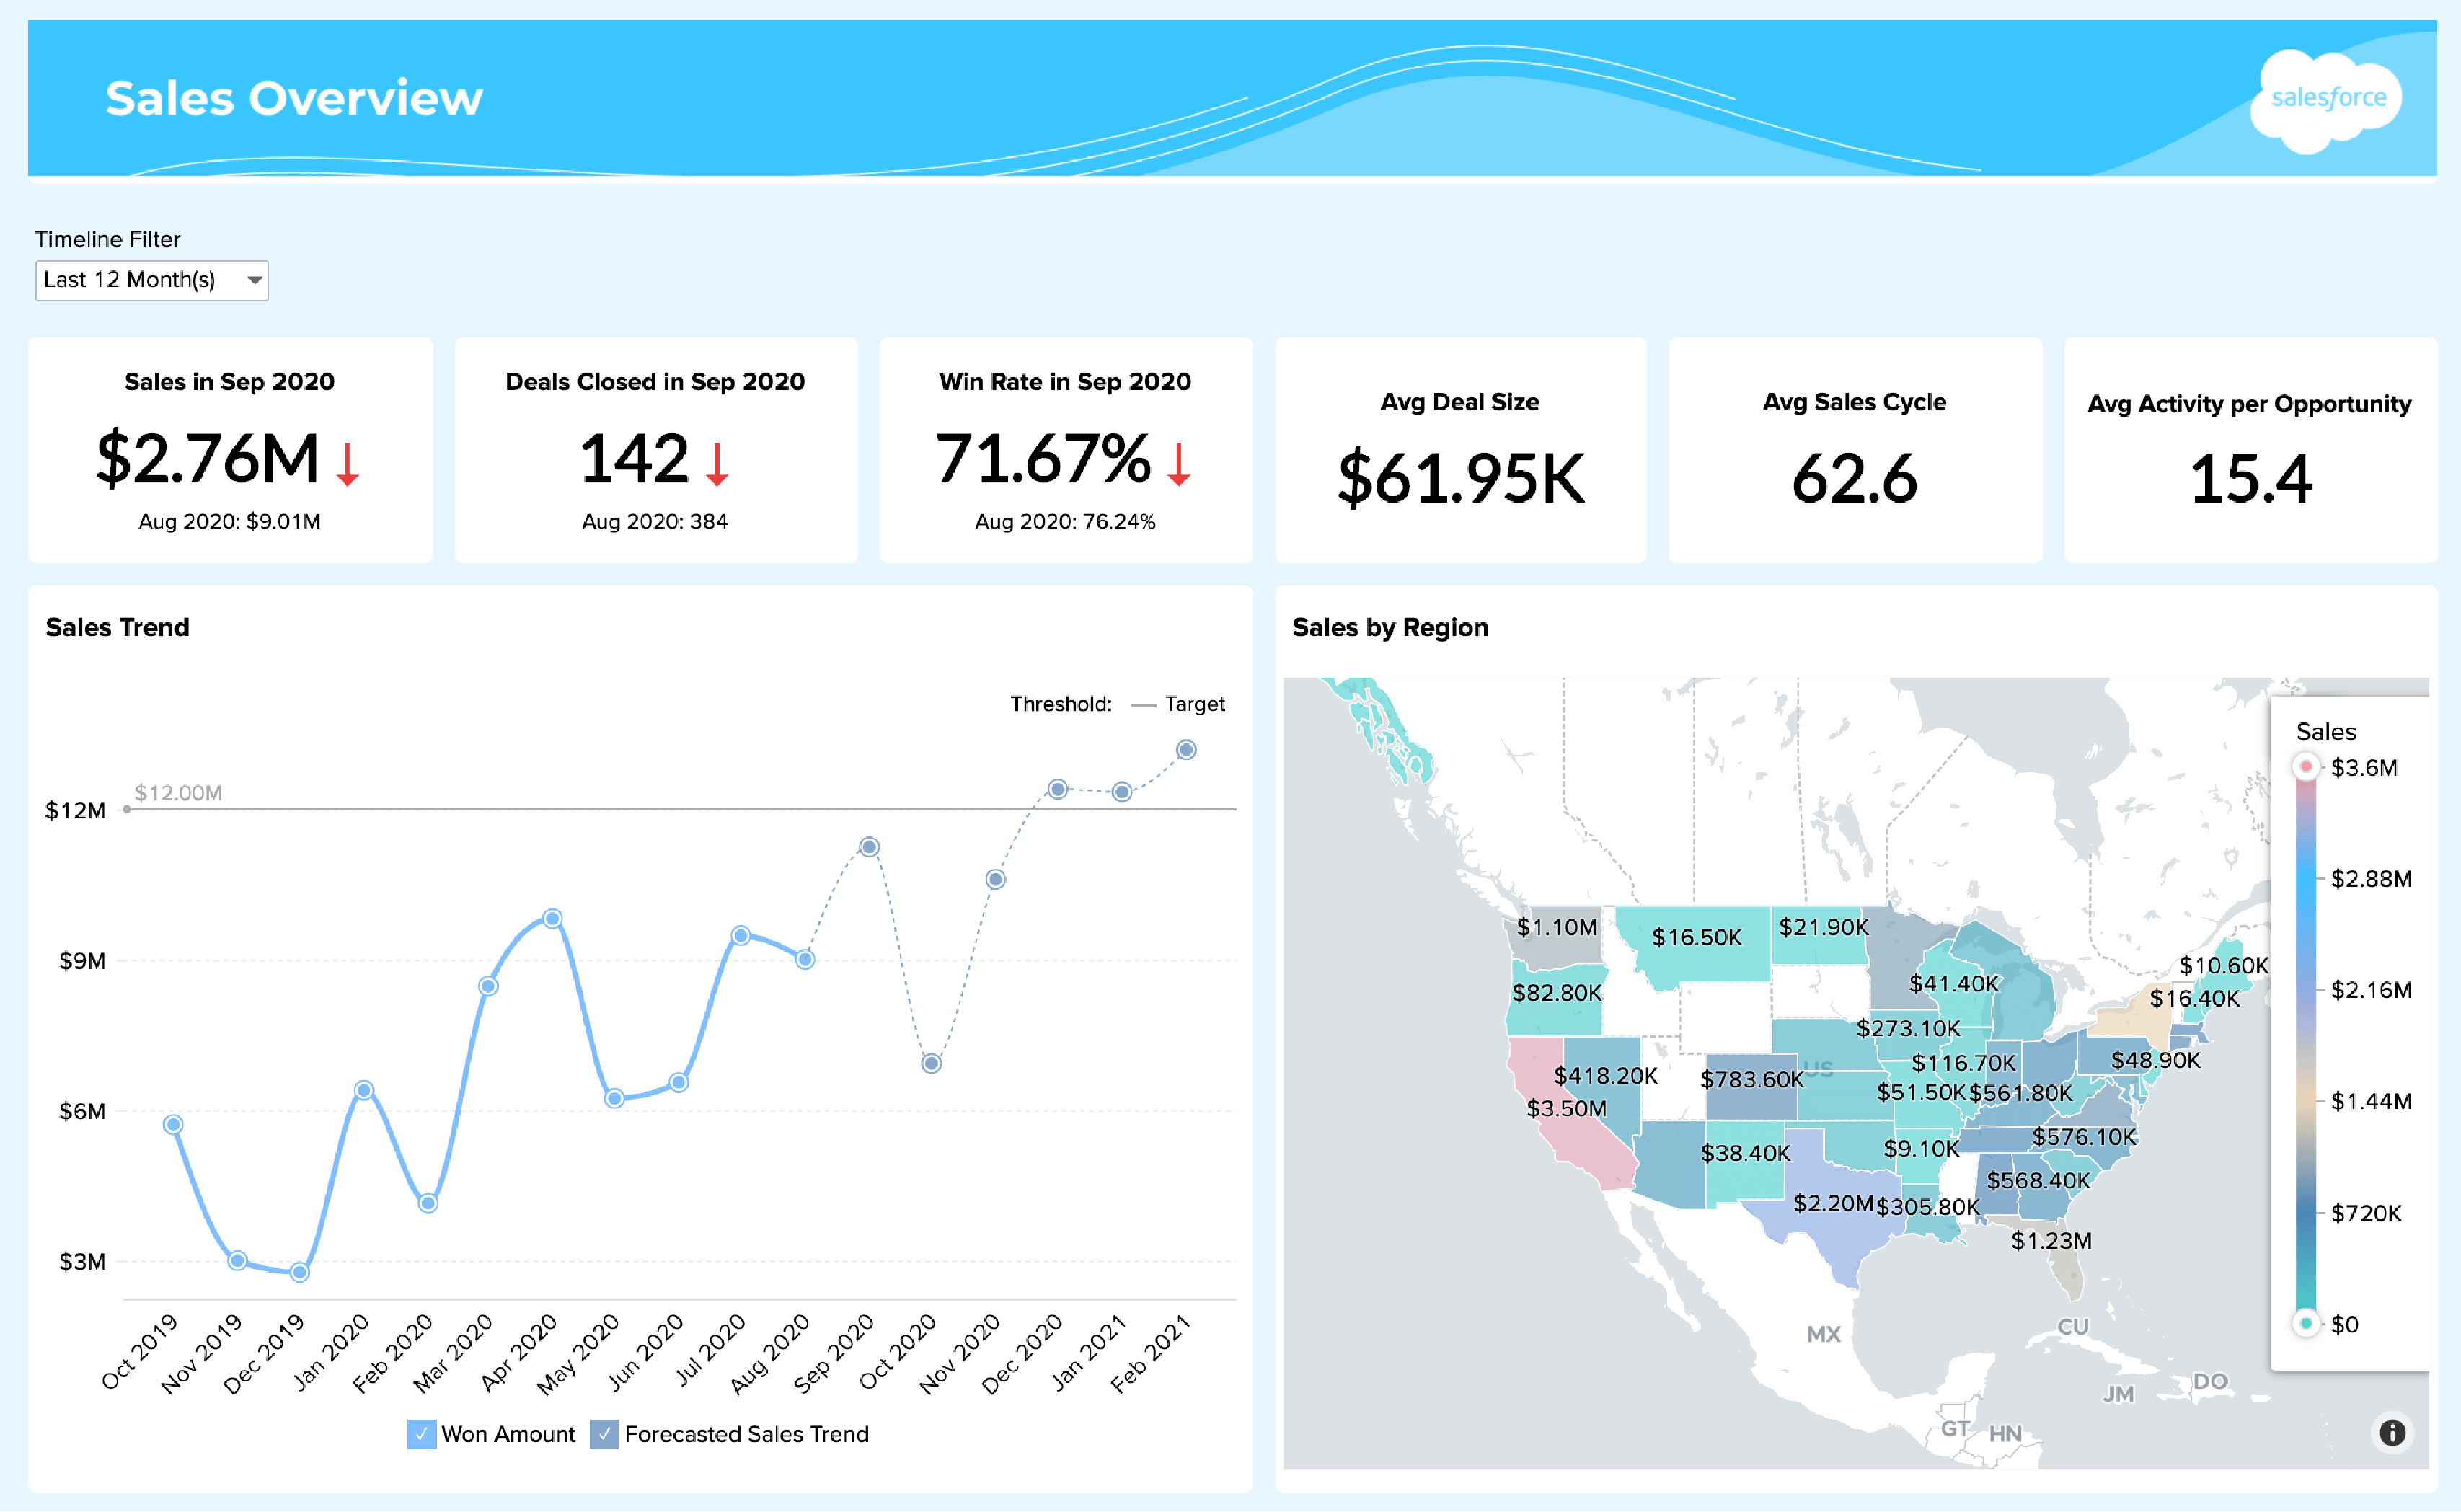 Sales Overview
salesforce
Timeline Filter
Last 12 Month(s)
Sales in Sep 2020
$2.76M
Aug 2020: $9.01M
Deals Closed in Sep 2020
142
Aug 2020: 384
Win Rate in Sep 2020
71.67%
Aug 2020: 76.24%
Avg Deal Size
$61.95K
Avg Sales Cycle
62.6
Avg Activity per Opportunity
15.4
Sales Trend
Threshold: Target
$12.00M
$12M
$9M
$6M
$3M
Oct 2019
Nov 2019
Dec 2019
Jan 2020
Feb 2020
Mar 2020
Apr 2020
May 2020
Jun 2020
Jul 2020
Aug 2020
Sep 2020
Oct 2020
Nov 2020
Dec 2020
Jan 2021
Feb 2021
Won Amount
Forecasted Sales Trend
Sales by Region
$1.10M
$16.50K
$21.90K
$10.60K
$41.40K
$82.80K
$16.40K
$273.10K
$48.90K
$116.70K
US
$418.20K
$783.60K
$51.50K
$561.80K
$3.50M
$576.10K
$38.40K
$9.10K
$568.40K
$2.20M
$305.80K
$1.23M
MX
CU
DO
JM
GT
HN
Sales
$3.6M
$2.88M
$2.16M
$1.44M
$720K
$0